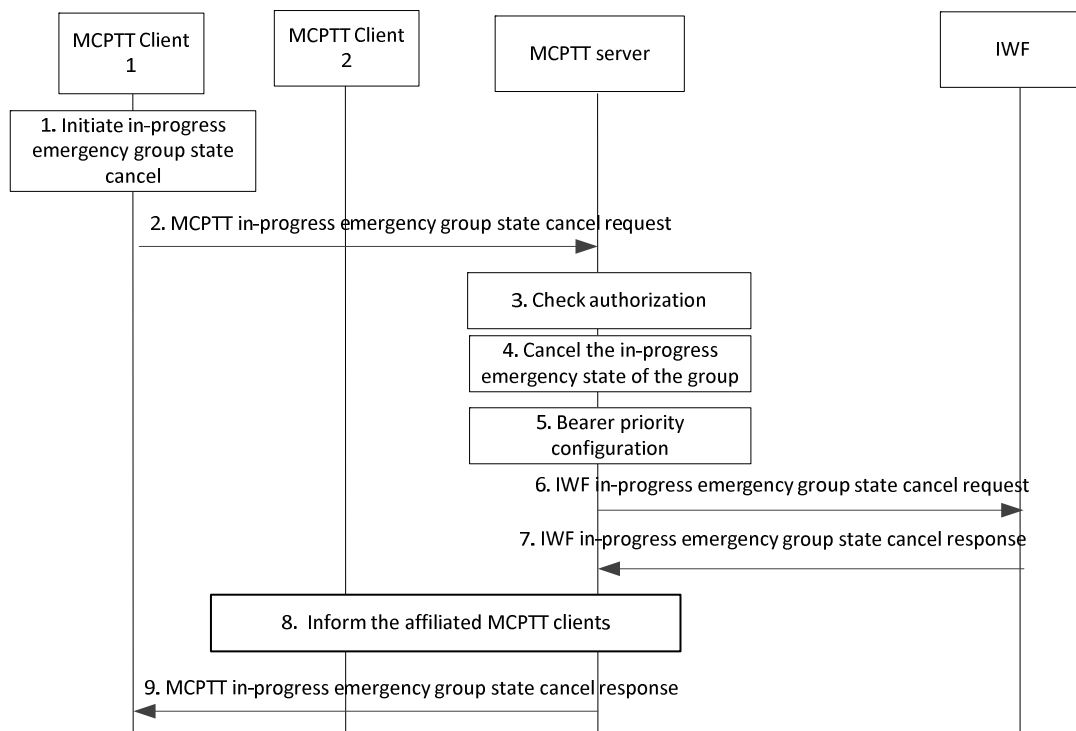 MCPTT Client
1
MCPTT Client
2
MCPTT server
IWF
1. Initiate in-progress
emergency group state
cancel
2. MCPTT in-progress emergency group state cancel request
3. Check authorization
4. Cancel the in-progress
emergency state of the group
5. Bearer priority
configuration
6. IWF in-progress emergency group state cancel request
7. IWF in-progress emergency group state cancel response
8. Inform the affiliated MCPTT clients
9. MCPTT in-progress emergency group state cancel response